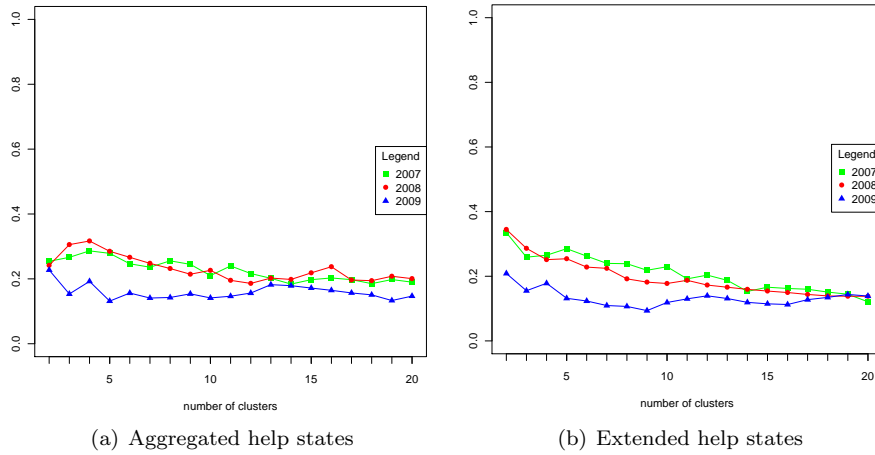 1.0
0.8
0.6
0.4
0.2
0.0
Legend
2007
2008
2009
5 10 15 20
number of clusters
(a) Aggregated help states
1.0
0.8
0.6
0.4
0.2
0.0
Legend
2007
2008
2009
5 10 15 20
number of clusters
(b) Extended help states